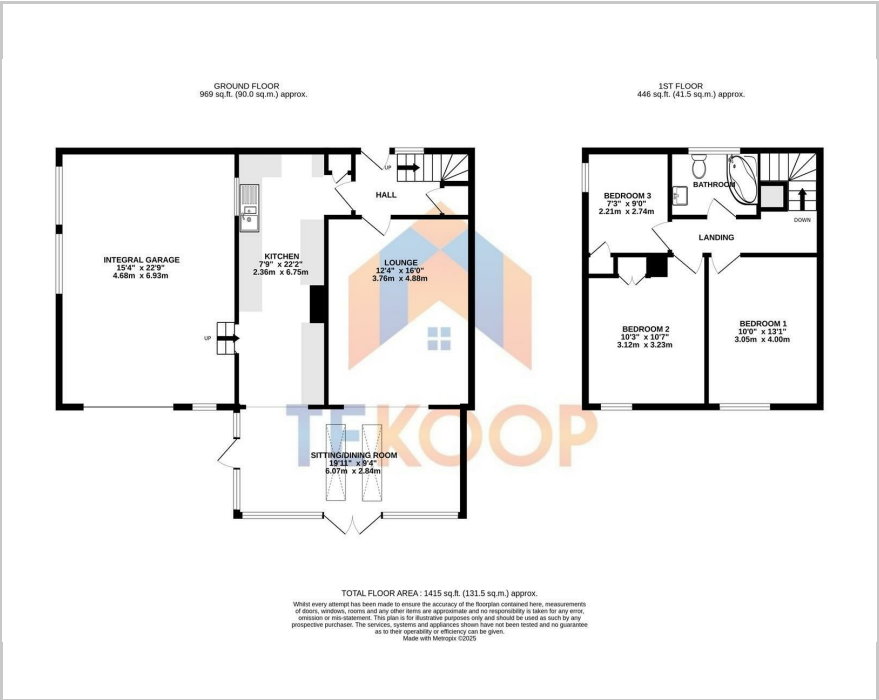 GROUND FLOOR
969 sq.ft. (90.0 sq.m.) approx.
1ST FLOOR
446 sq.ft. (41.5 sq.m.) approx.
UP
HALL
INTEGRAL GARAGE
15'4" x 22'9"
4.68m x 6.93m
KITCHEN
7'9" x 22'2"
2.36m x 6.75m
LOUNGE
12'4" x 16'0"
3.76m x 4.88m
UP
SITTING/DINING ROOM
19'11" x 9'4"
6.07m x 2.84m
BEDROOM 3
7'3" x 9'0"
2.21m x 2.74m
BATHROOM
DOWN
LANDING
BEDROOM 2
10'3" x 10'7"
3.12m x 3.23m
BEDROOM 1
10'0" x 13'1"
3.05m x 4.00m
TEKOOP
TOTAL FLOOR AREA : 1415 sq.ft. (131.5 sq.m.) approx.
Whilst every attempt has been made to ensure the accuracy of the floorplan contained here, measurements
of doors, windows, rooms and any other items are approximate and no responsibility is taken for any error,
omission or mis-statement. This plan is for illustrative purposes only and should be used as such by any
prospective purchaser. The services, systems and appliances shown have not been tested and no guarantee
as to their operability or efficiency can be given.
Made with Metropix ©2025